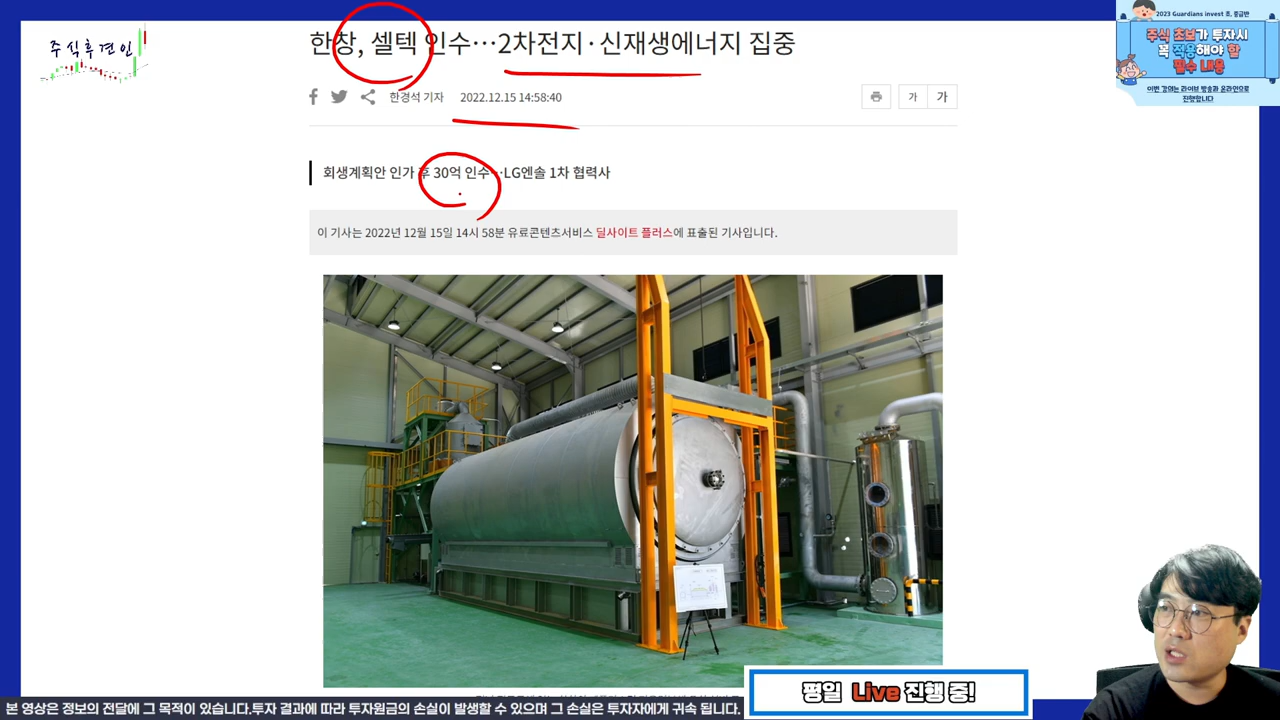 주식후견인
한창, 셀텍 인수…2차전지·신재생에너지 집중
2023 Guardians invest 초, 중급반
주식 초보가 투자시
꼭 적용해야 할
필수 내용
이번 강의는 라이브 방송과 온라인으로
진행합니다
한경석 기자 2022.12.15 14:58:40
가 가
회생계획안 인가 후 30억 인수…LG엔솔 1차 협력사
이 기사는 2022년 12월 15일 14시 58분 유료콘텐츠서비스 딜사이트 플러스에 표출된 기사입니다.
평일 Live 진행 중!
본 영상은 정보의 전달에 그 목적이 있습니다.투자 결과에 따라 투자원금의 손실이 발생할 수 있으며 그 손실은 투자자에게 귀속 됩니다.